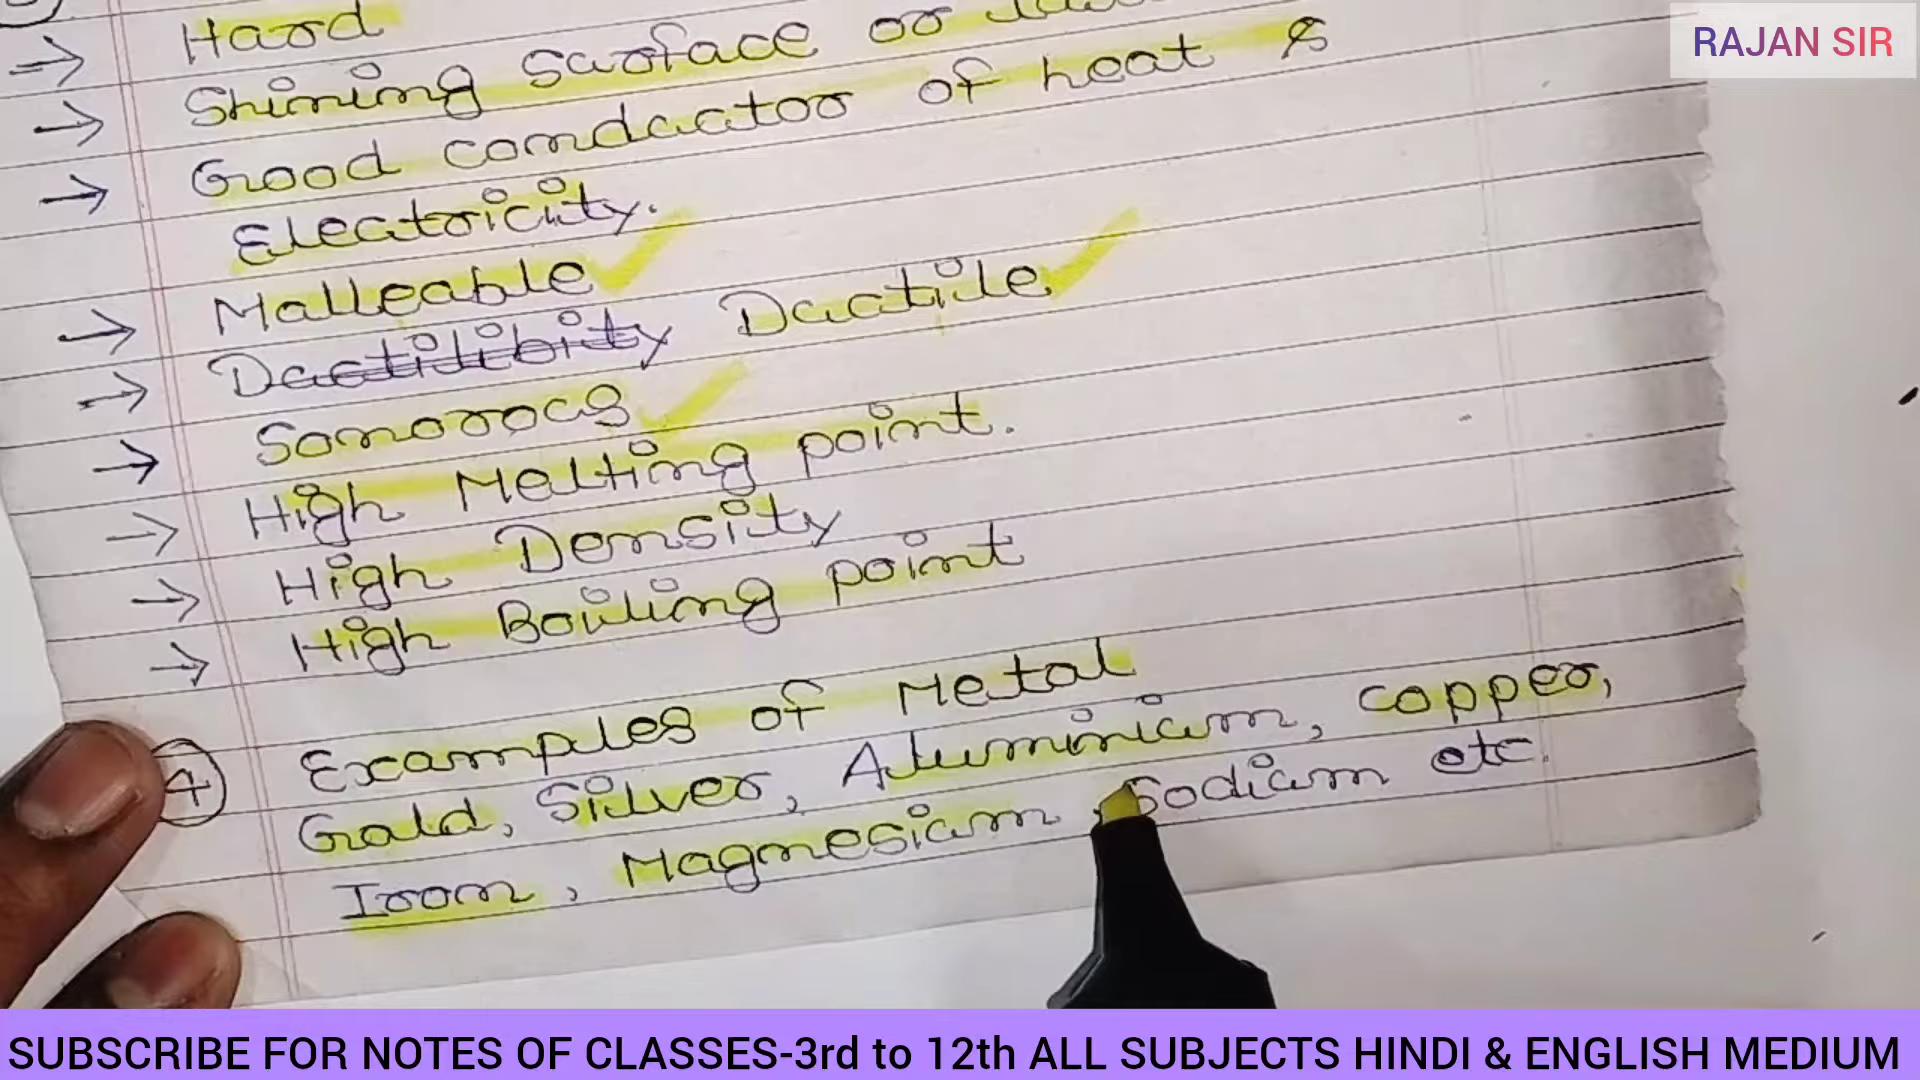 → Hard
RAJAN SIR
→ Shining Surface or
→ Good conductor of heat &
Electricity.
→ Malleable ✓
→ Ductilibity Ductile ✓
→ Sonorous ✓
→ High Melting point.
→ High Density
→ High Boiling point
④ Examples of Metal
Gold, Silver, Aluminium, copper,
Iron, Magnesium, Sodium etc.
SUBSCRIBE FOR NOTES OF CLASSES-3rd to 12th ALL SUBJECTS HINDI & ENGLISH MEDIUM